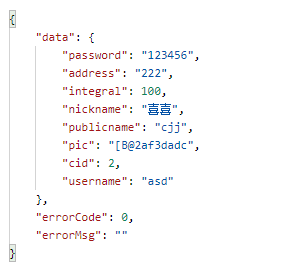 {
"data": {
"password": "123456",
"address": "222",
"integral": 100,
"nickname": "喜喜",
"publicname": "cjj",
"pic": "[B@2af3dadc",
"cid": 2,
"username": "asd"
},
"errorCode": 0,
"errorMsg": ""
}